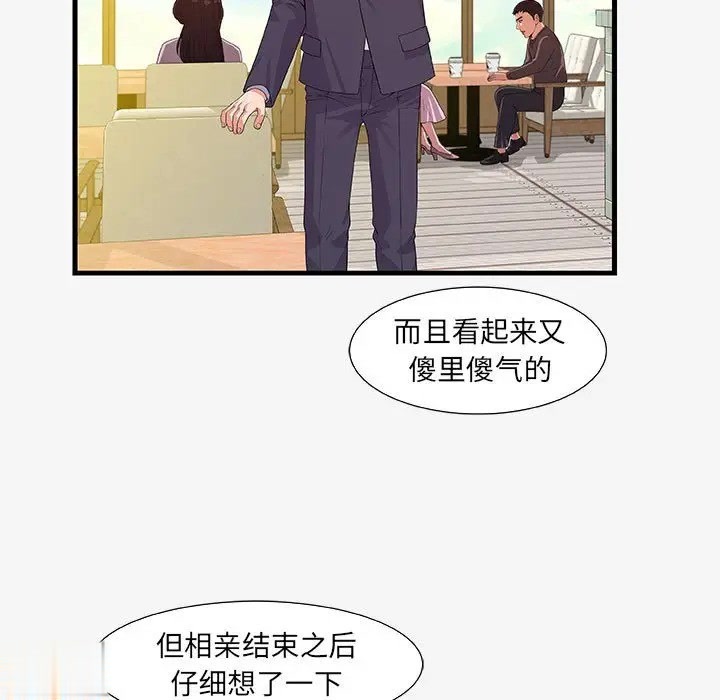 而且看起来又
傻里傻气的
但相亲结束之后
仔细想了一下